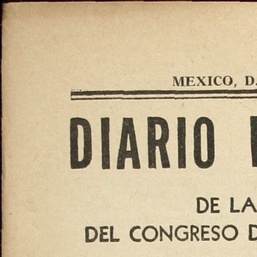 MEXICO, D.
DIARIO
DE LA
DEL CONGRESO D